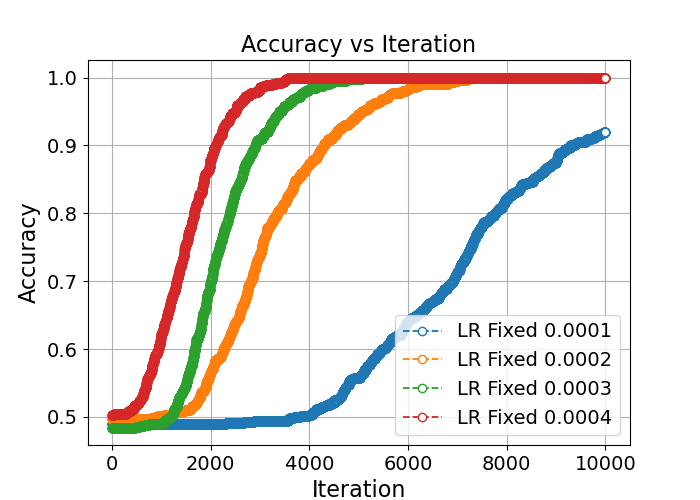 Accuracy vs Iteration
Accuracy
1.0
0.9
0.8
0.7
0.6
0.5
0 2000 4000 6000 8000 10000
Iteration
LR Fixed 0.0001
LR Fixed 0.0002
LR Fixed 0.0003
LR Fixed 0.0004